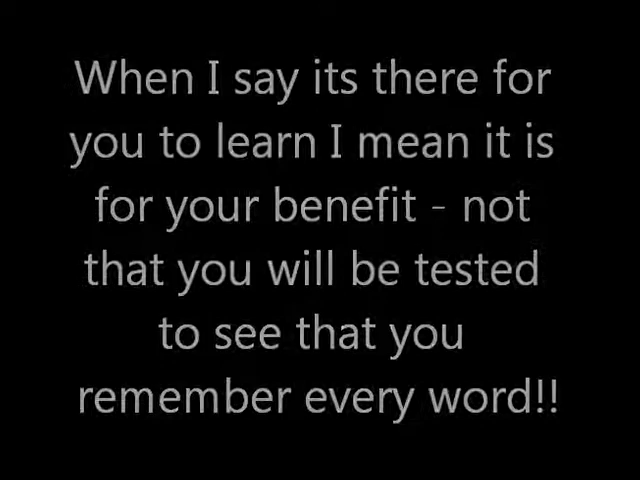 When I say its there for
you to learn I mean it is
for your benefit - not
that you will be tested
to see that you
remember every word!!